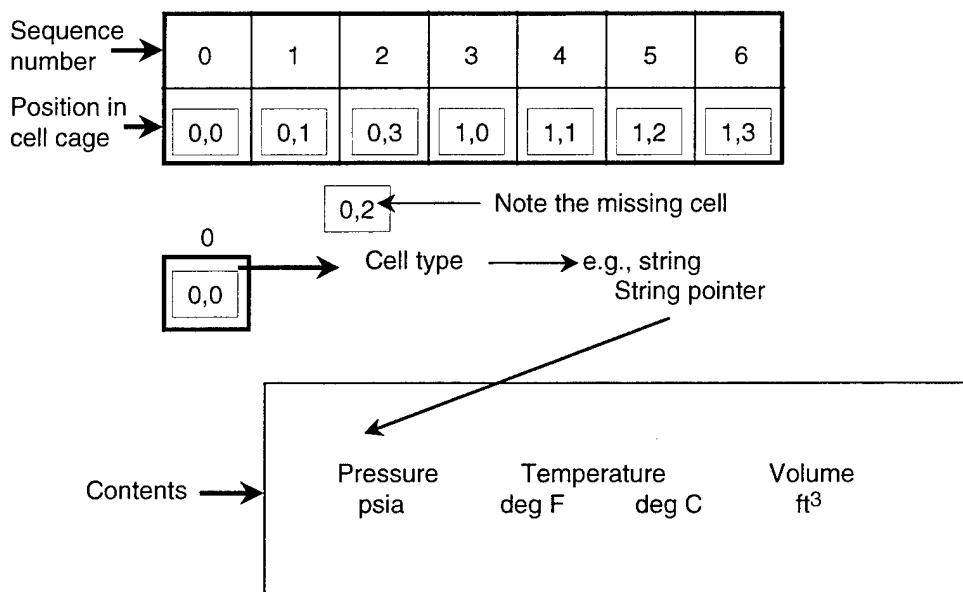 Sequence number
0 1 2 3 4 5 6
Position in cell cage
0,0 0,1 0,3 1,0 1,1 1,2 1,3
0,2 Note the missing cell
0
0,0
Cell type e.g., string
String pointer
Contents
Pressure Temperature Volume
psia deg F deg C ft³